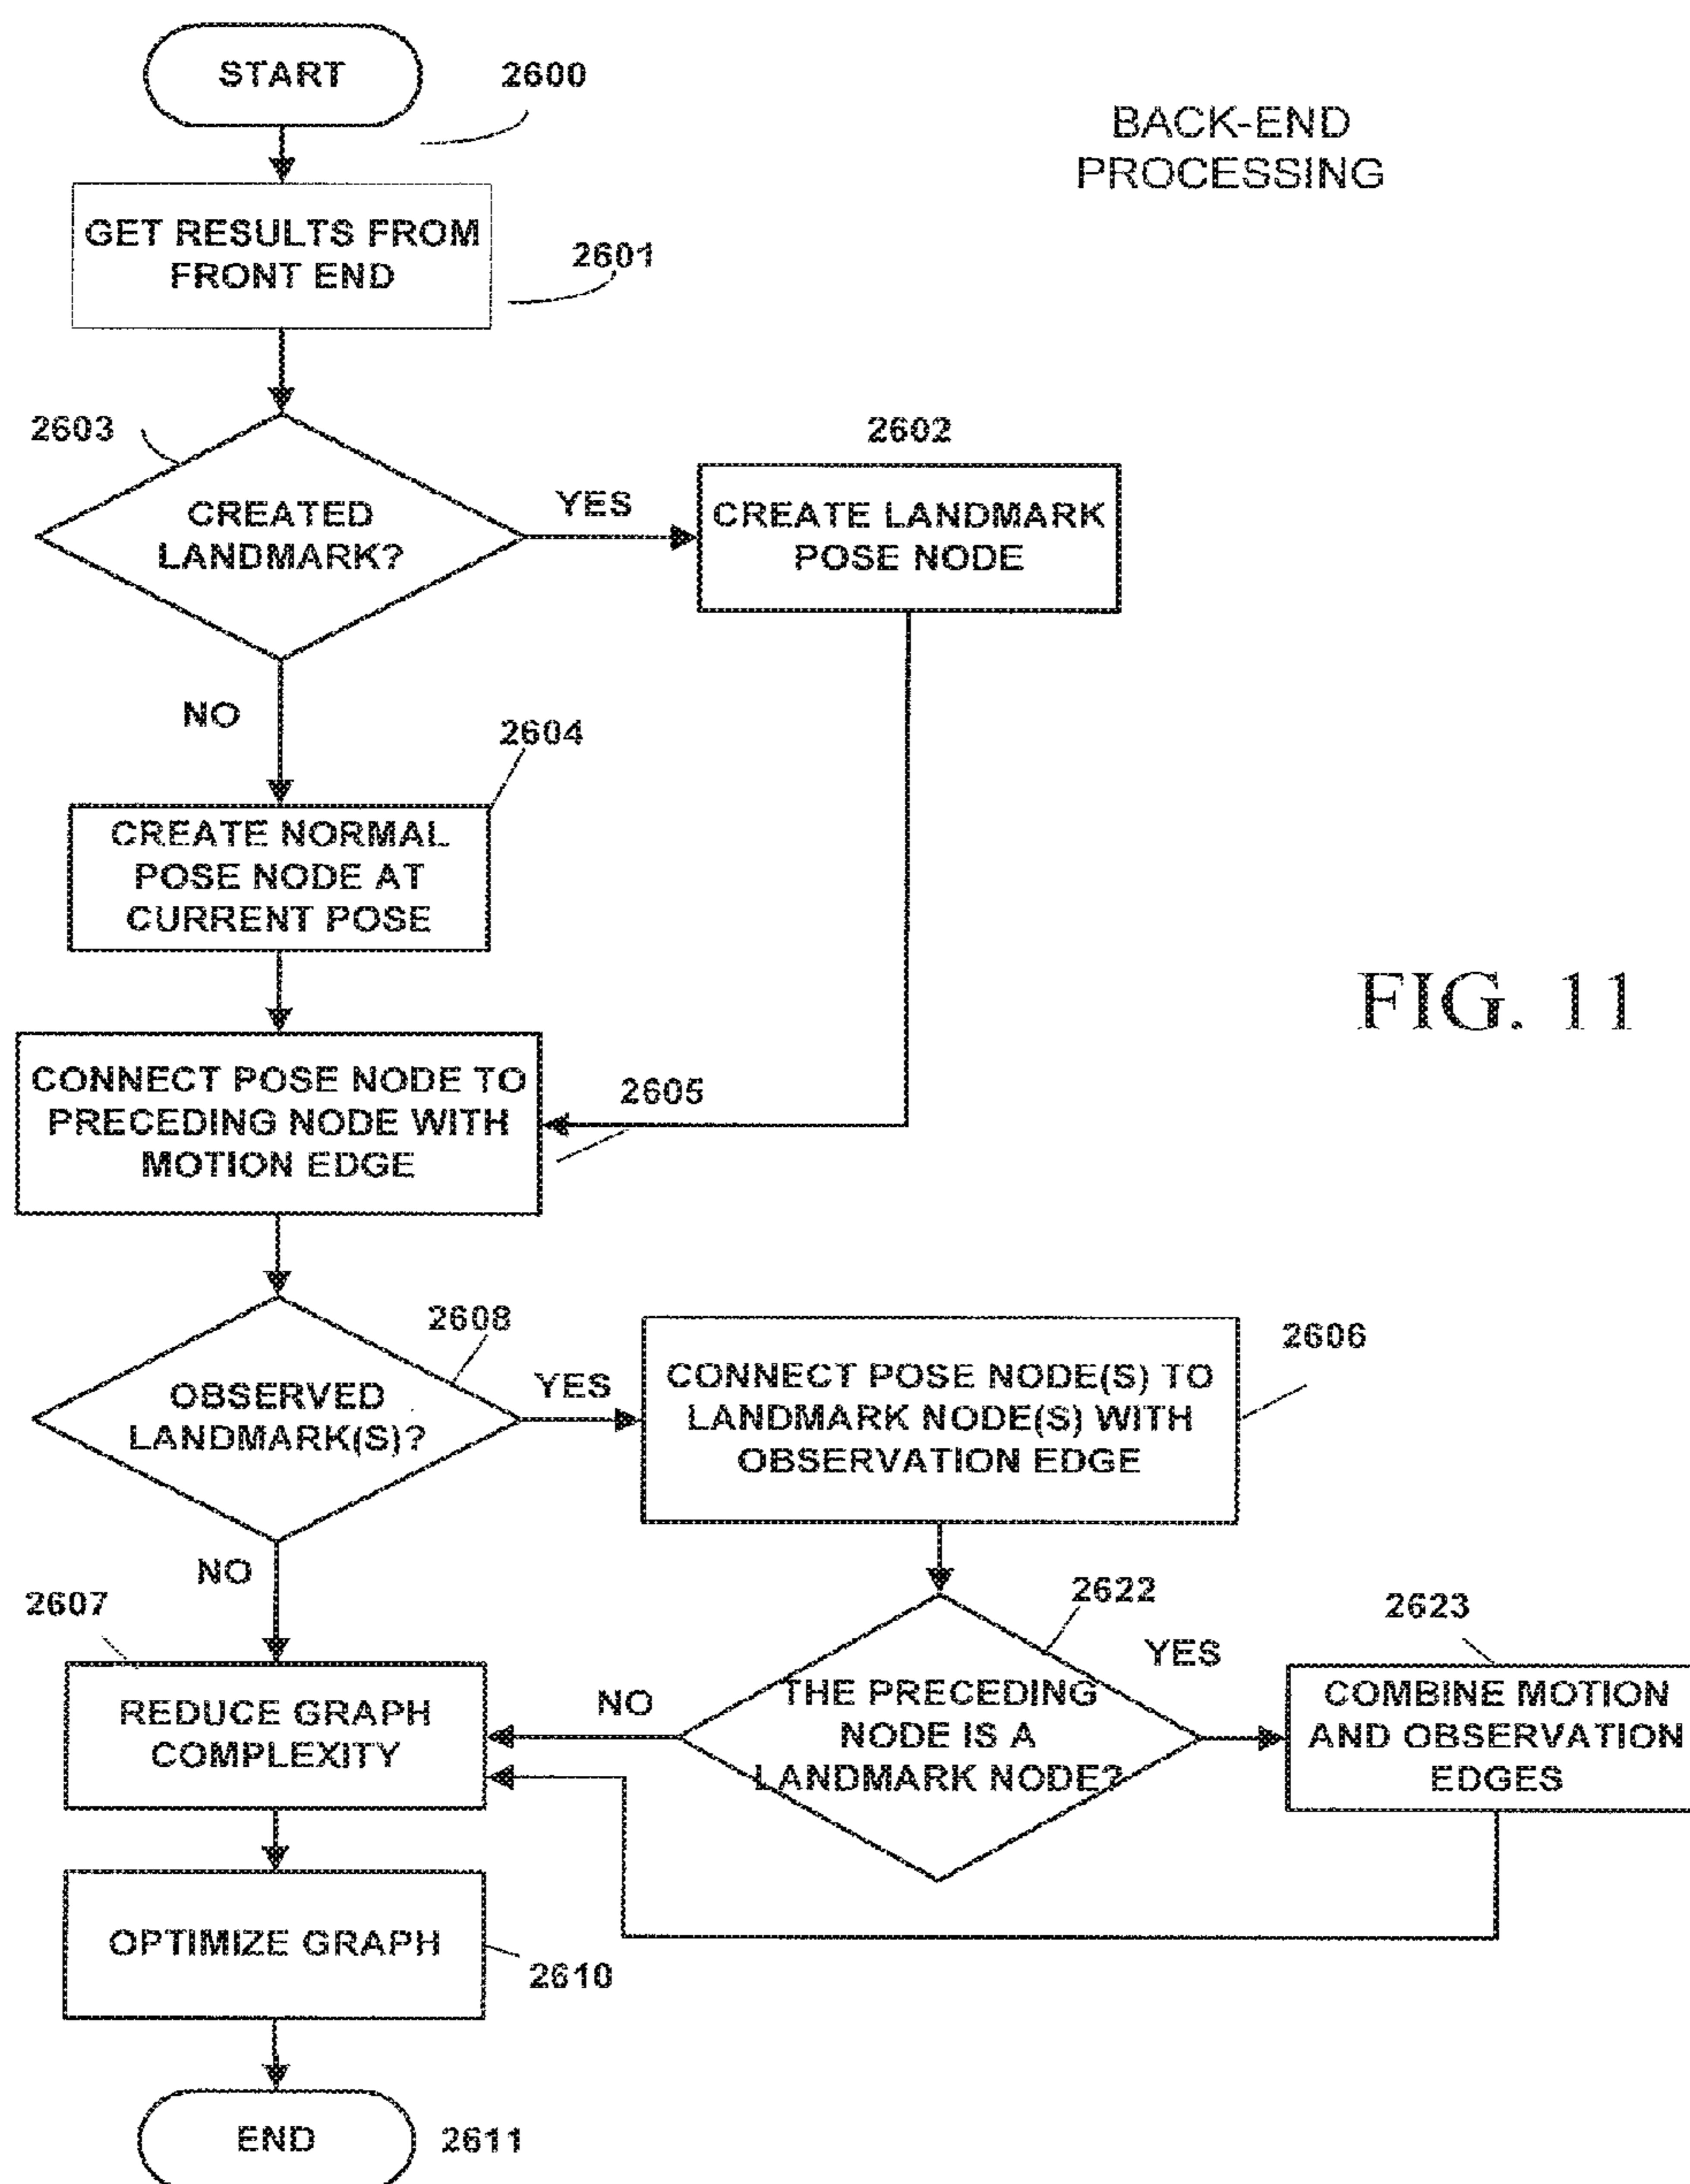 START
2600
BACK-END
PROCESSING
GET RESULTS FROM
FRONT END
2601
2603
CREATED
LANDMARK?
YES
2602
CREATE LANDMARK
POSE NODE
NO
2604
CREATE NORMAL
POSE NODE AT
CURRENT POSE
FIG. 11
CONNECT POSE NODE TO
PRECEDING NODE WITH
MOTION EDGE
2605
2608
OBSERVED
LANDMARK(S)?
YES
2606
CONNECT POSE NODE(S) TO
LANDMARK NODE(S) WITH
OBSERVATION EDGE
NO
2607
2622
YES
2623
REDUCE GRAPH
COMPLEXITY
NO
THE PRECEDING
NODE IS A
LANDMARK NODE?
COMBINE MOTION
AND OBSERVATION
EDGES
OPTIMIZE GRAPH
2610
END
2611